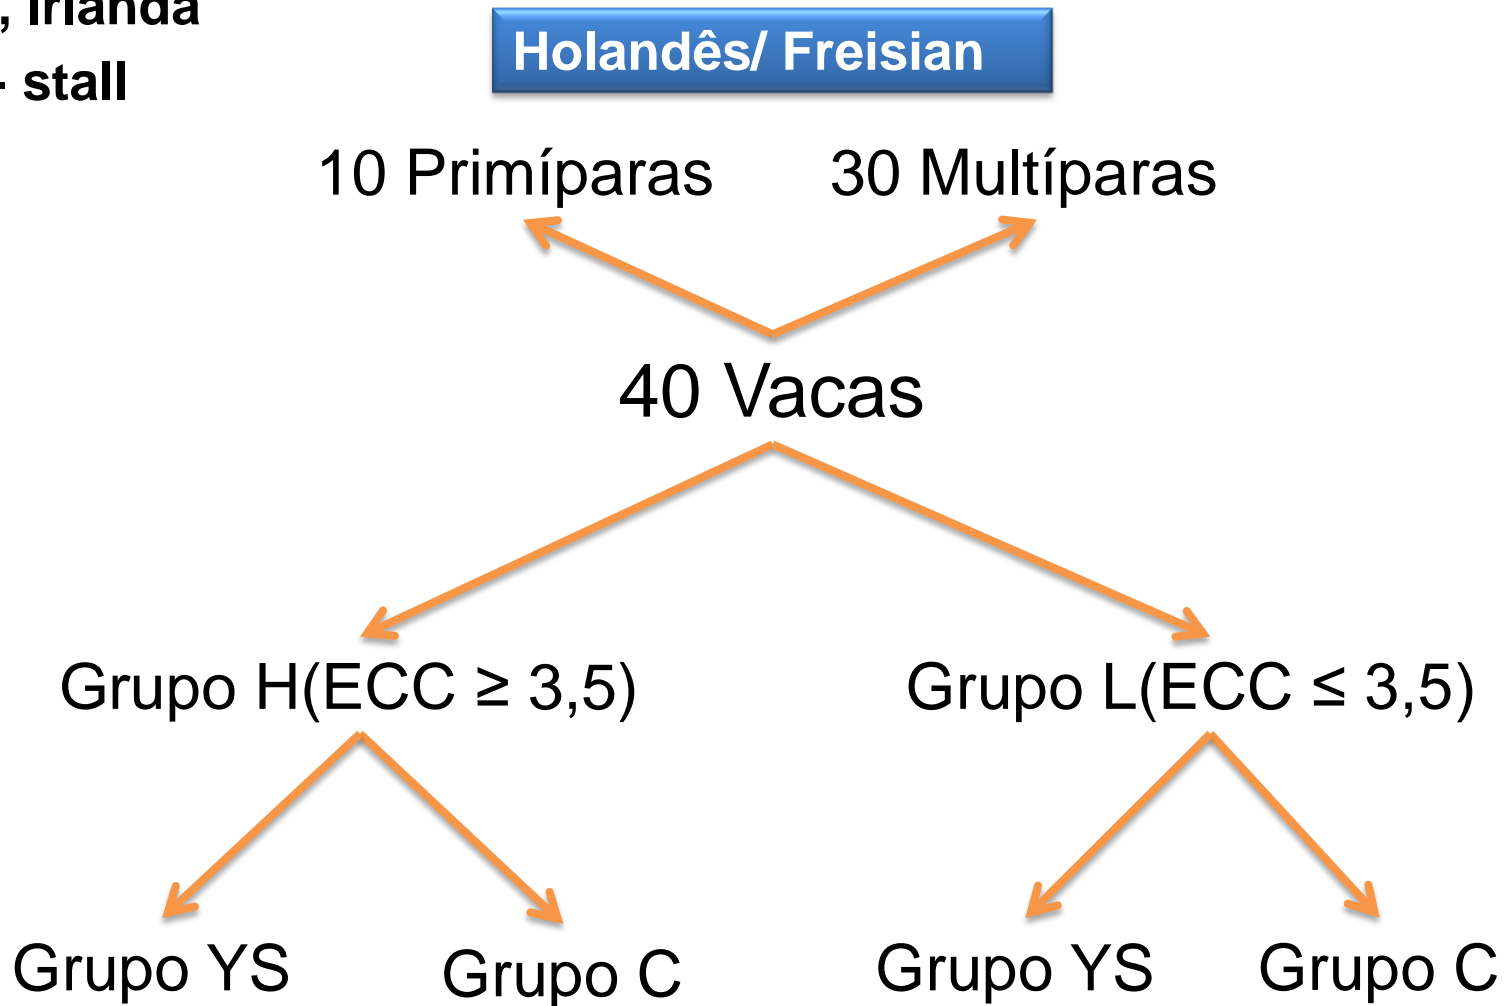 , Irlanda
- stall
Holandês/ Freisian
10 Primíparas
30 Multíparas
40 Vacas
Grupo H(ECC ≥ 3,5)
Grupo L(ECC ≤ 3,5)
Grupo YS
Grupo C
Grupo YS
Grupo C